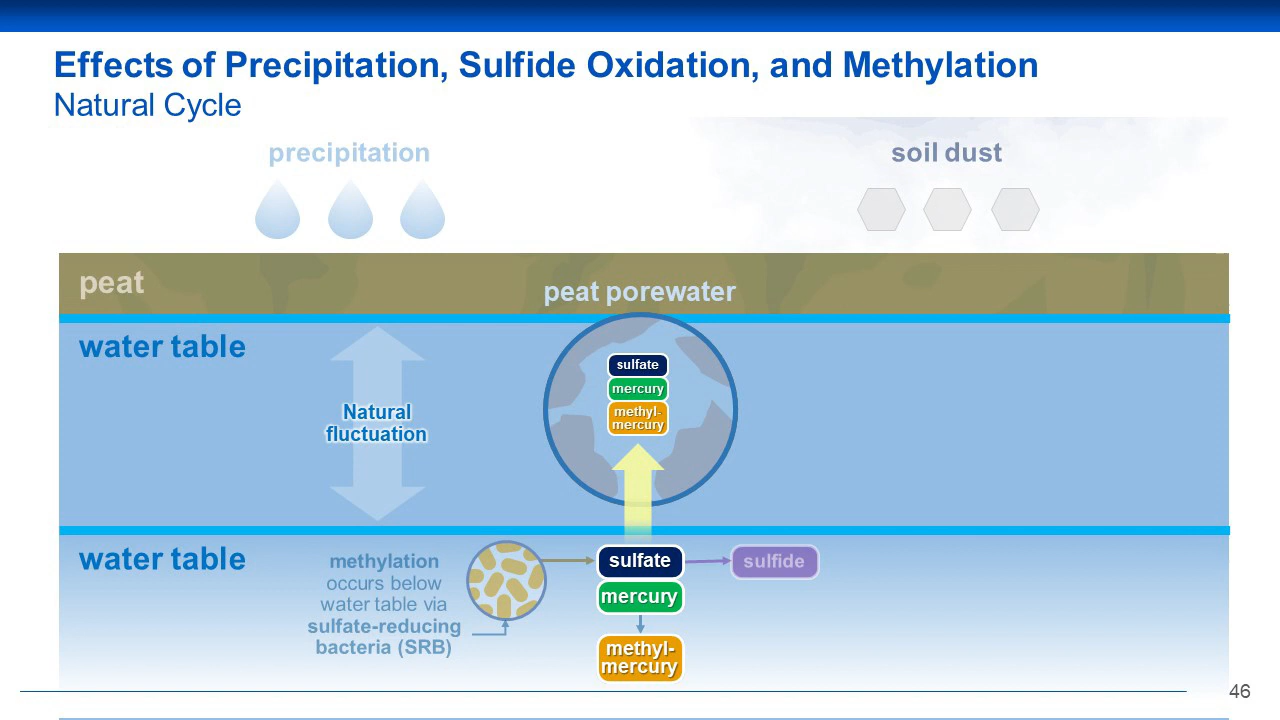 Effects of Precipitation, Sulfide Oxidation, and Methylation
Natural Cycle
precipitation
soil dust
peat
peat porewater
water table
sulfate
mercury
methyl-
mercury
Natural
fluctuation
water table
methylation
occurs below
water table via
sulfate-reducing
bacteria (SRB)
sulfate
sulfide
mercury
methyl-
mercury
46